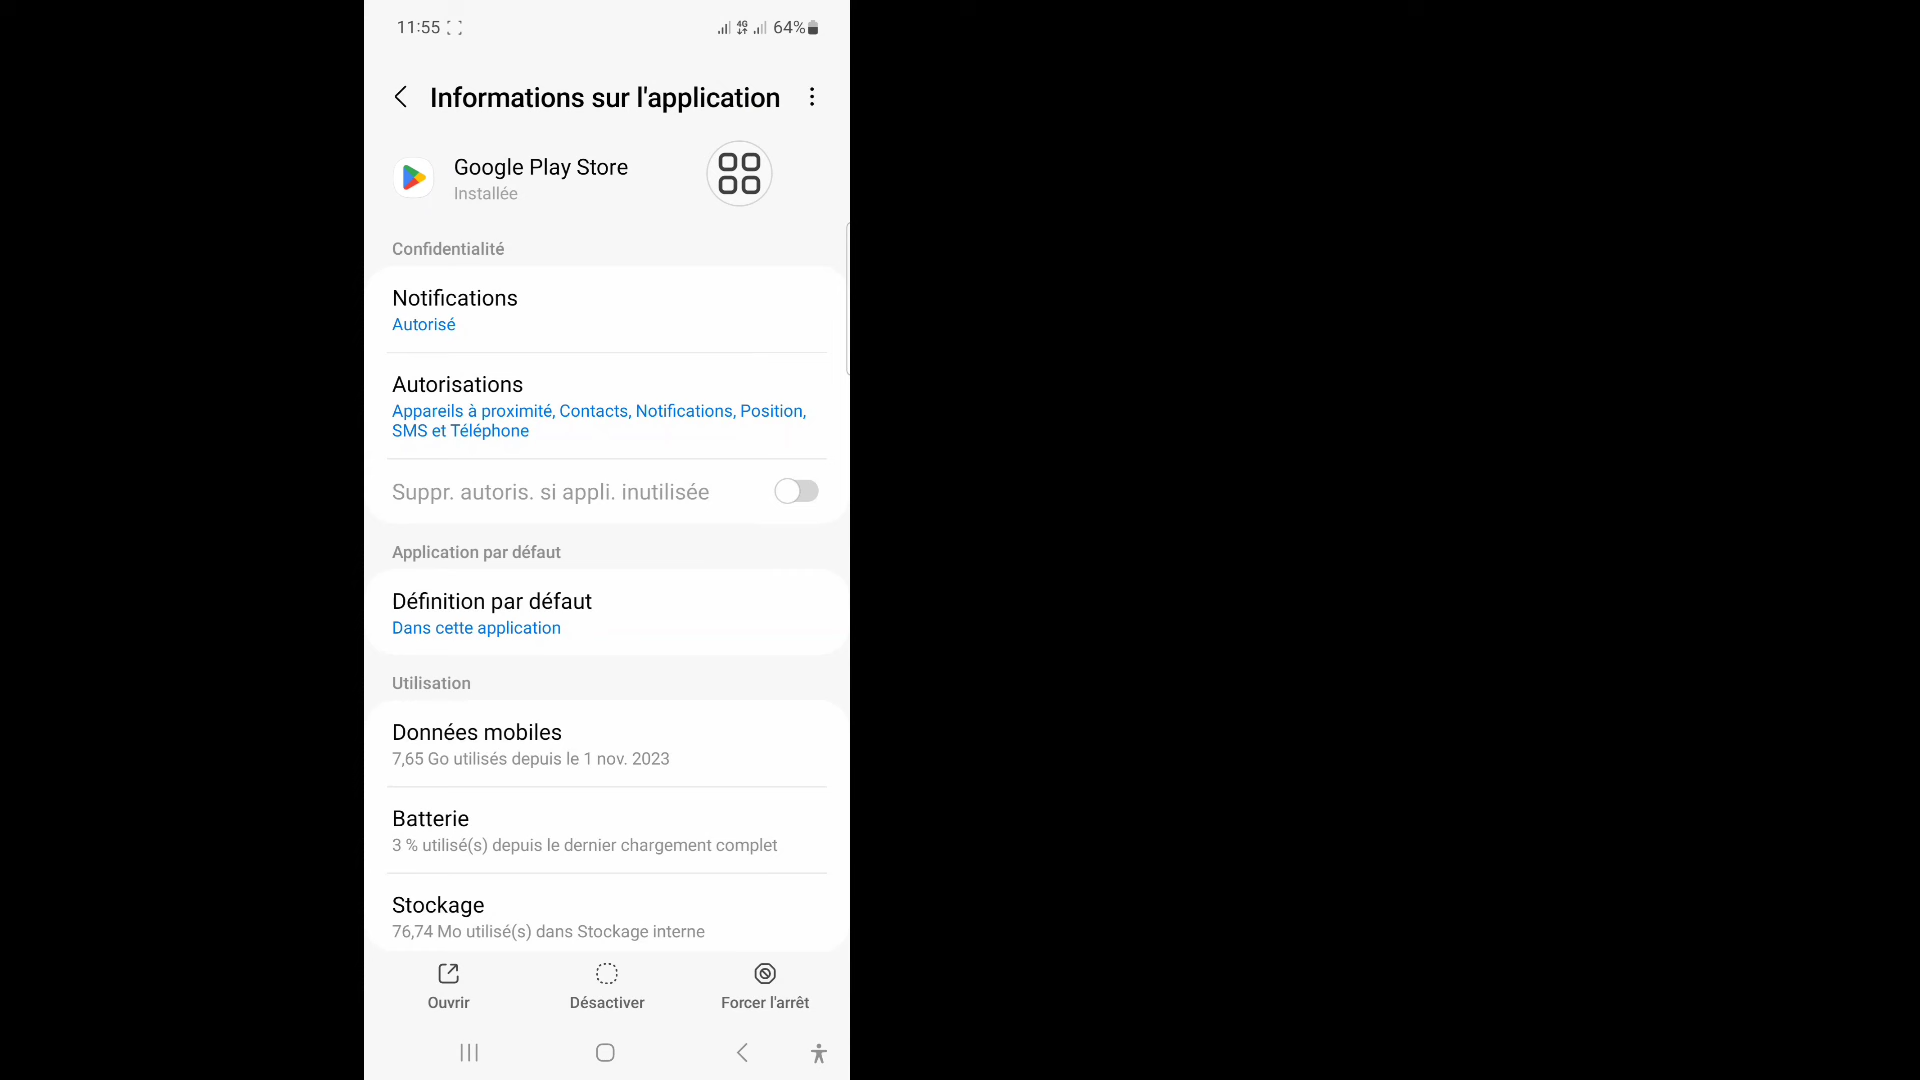 11:55 4G 64%
Informations sur l'application
Google Play Store
Installée
Confidentialité
Notifications
Autorisé
Autorisations
Appareils à proximité, Contacts, Notifications, Position,
SMS et Téléphone
Suppr. autoris. si appli. inutilisée
Application par défaut
Définition par défaut
Dans cette application
Utilisation
Données mobiles
7,65 Go utilisés depuis le 1 nov. 2023
Batterie
3 % utilisé(s) depuis le dernier chargement complet
Stockage
76,74 Mo utilisé(s) dans Stockage interne
Ouvrir Désactiver Forcer l'arrêt